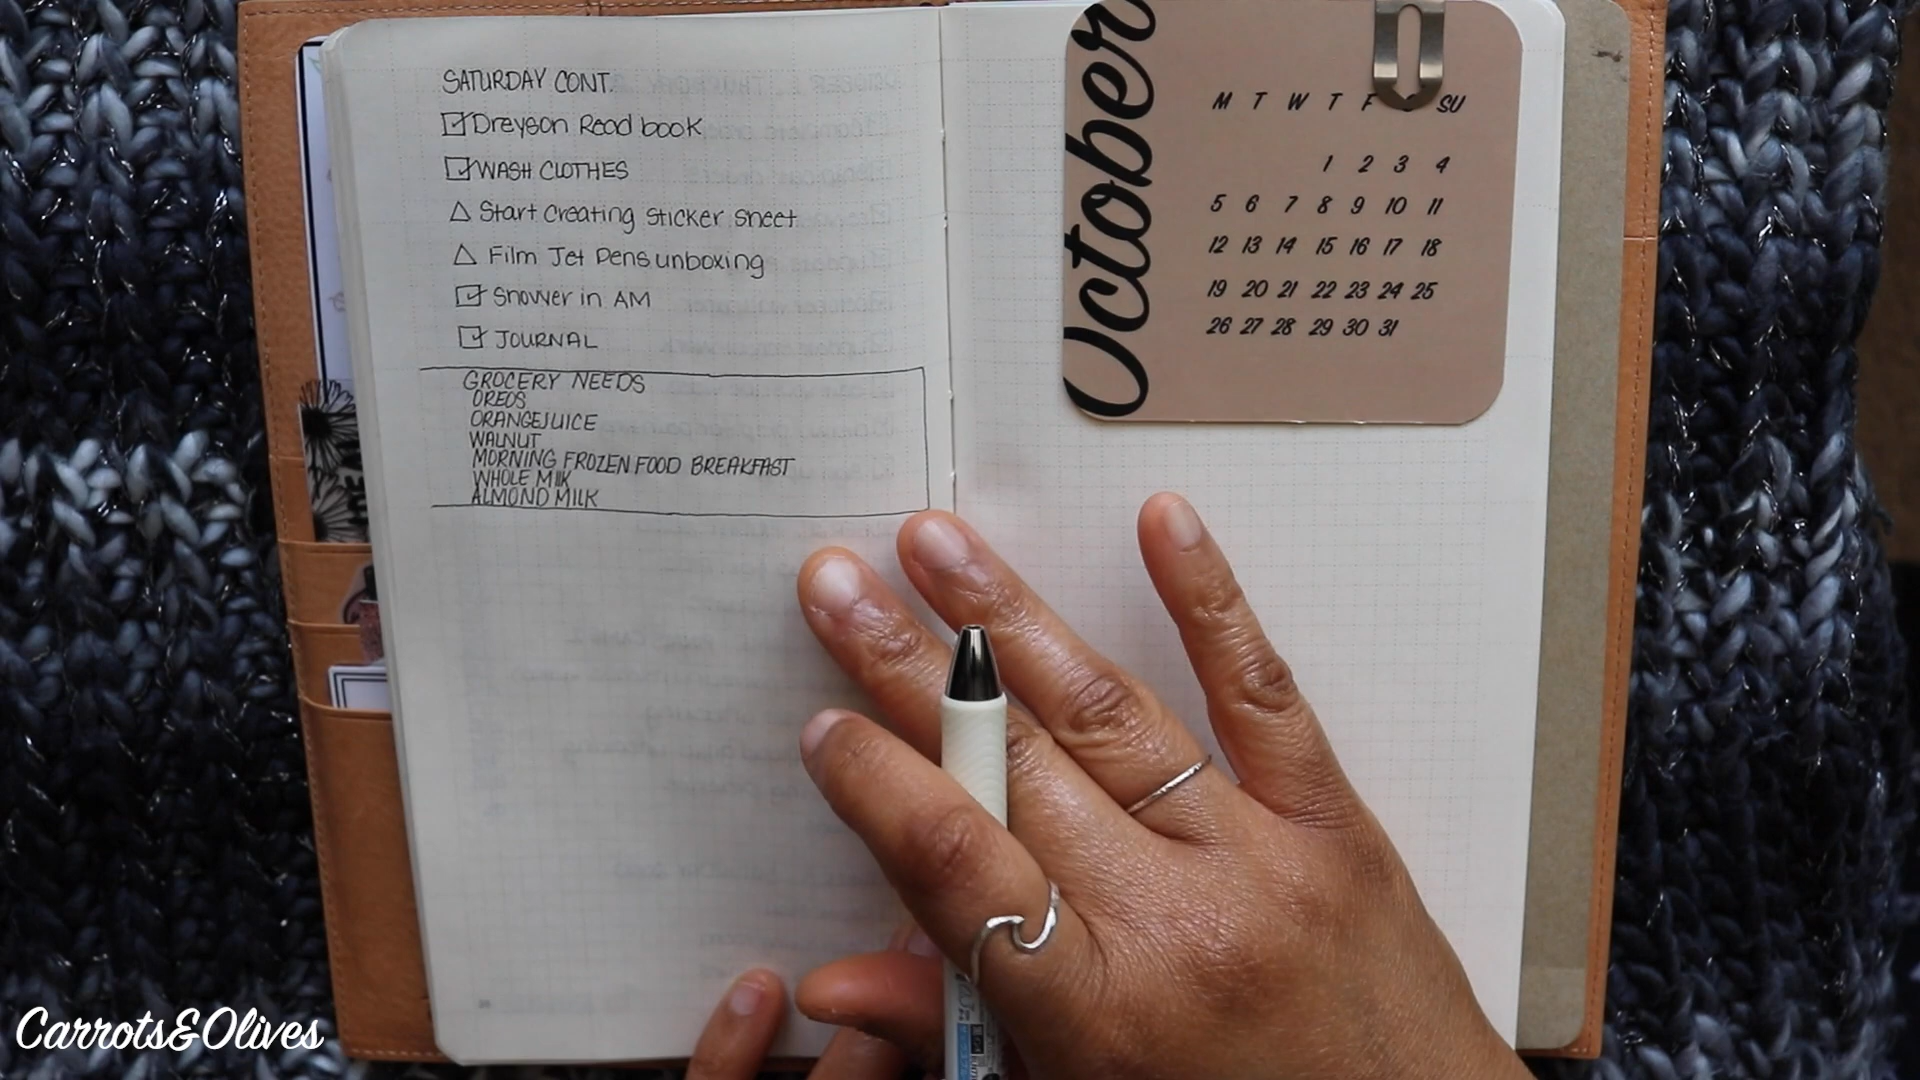 SATURDAY CONT.
Dreyson Read book
WASH CLOTHES
Start creating sticker sheet
Film Jet Pens unboxing
Shower in AM
JOURNAL
GROCERY NEEDS
OREOS
ORANGE JUICE
WALNUT
MORNING FROZEN FOOD BREAKFAST
WHOLE MILK
ALMOND MILK
October
M T W T F SU
1 2 3 4
5 6 7 8 9 10 11
12 13 14 15 16 17 18
19 20 21 22 23 24 25
26 27 28 29 30 31
Carrots&Olives